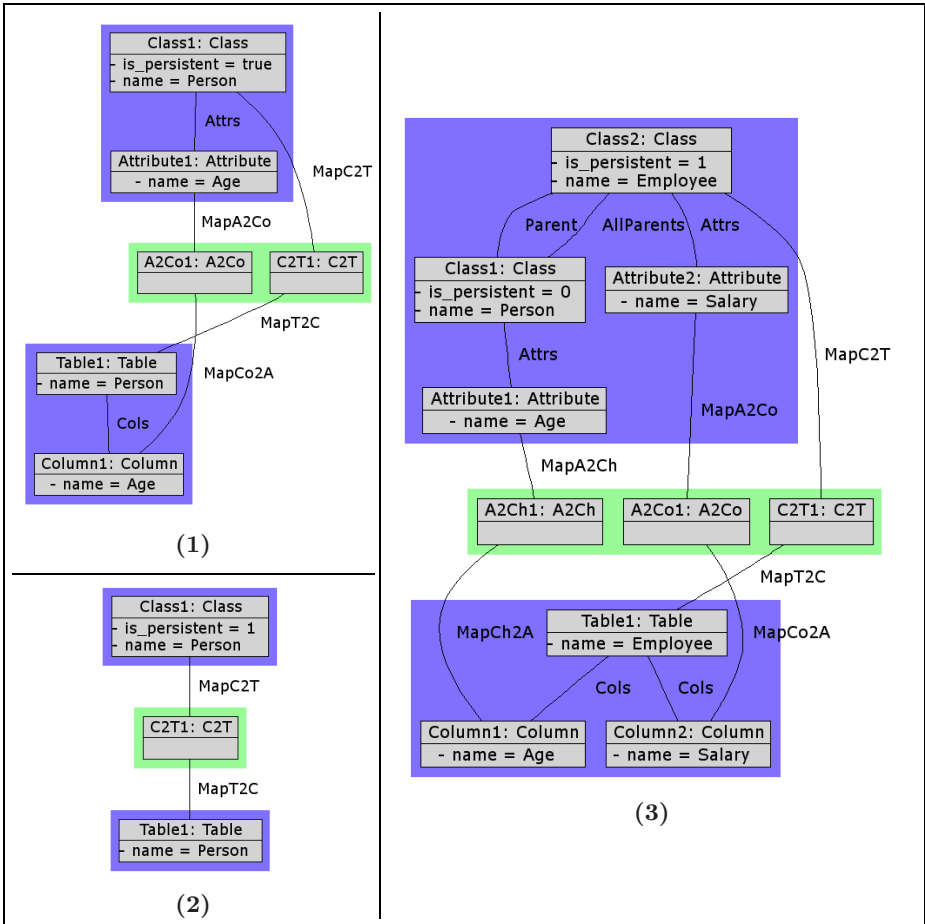 Class1: Class
- is_persistent = true
- name = Person
Attrs
Attribute1: Attribute
- name = Age
MapC2T
MapA2Co
A2Co1: A2Co
C2T1: C2T
MapT2C
Table1: Table
- name = Person
MapCo2A
Cols
Column1: Column
- name = Age
(1)
Class1: Class
- is_persistent = 1
- name = Person
MapC2T
C2T1: C2T
MapT2C
Table1: Table
- name = Person
(2)
Class2: Class
- is_persistent = 1
- name = Employee
Parent
AllParents
Attrs
Class1: Class
- is_persistent = 0
- name = Person
Attribute2: Attribute
- name = Salary
Attrs
MapC2T
Attribute1: Attribute
- name = Age
MapA2Co
MapA2Ch
A2Ch1: A2Ch
A2Co1: A2Co
C2T1: C2T
MapT2C
Table1: Table
- name = Employee
MapCh2A
MapCo2A
Cols
Cols
Column1: Column
- name = Age
Column2: Column
- name = Salary
(3)